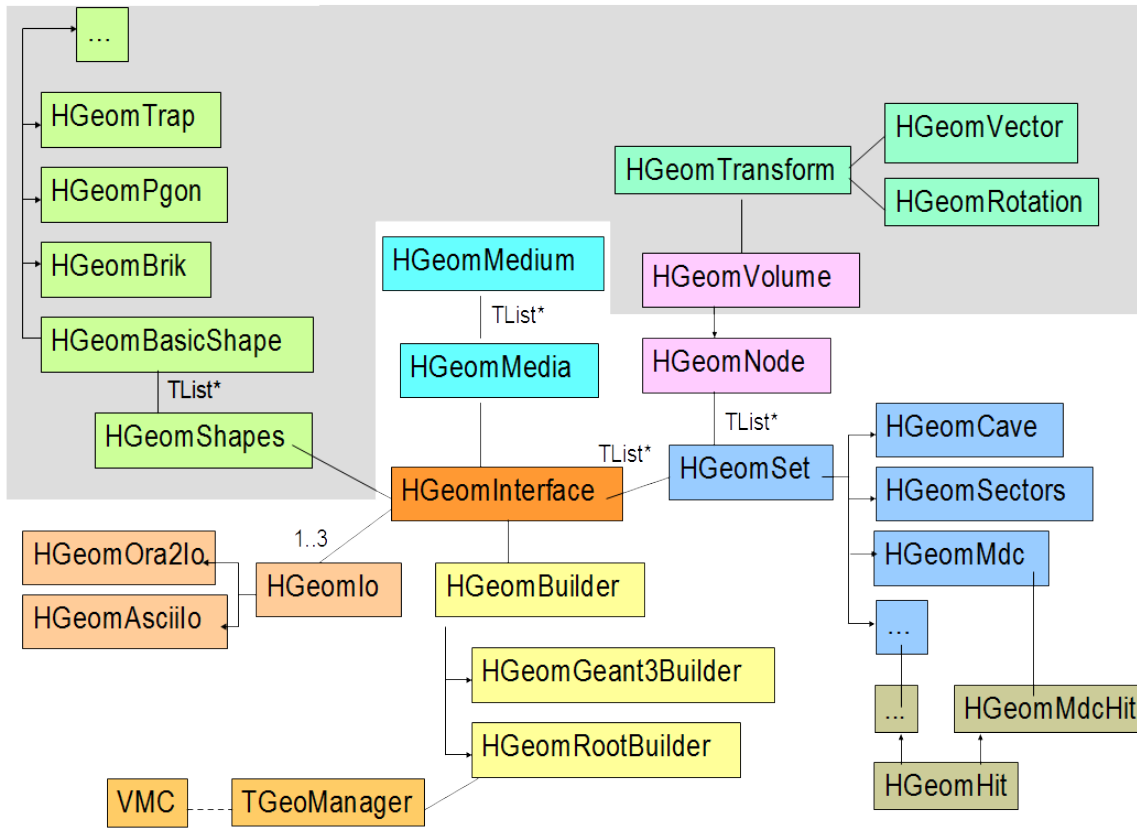 ...
HGeomTrap
HGeomPgon
HGeomBrik
HGeomBasicShape
TList*
HGeomShapes
HGeomVector
HGeomTransform
HGeomRotation
HGeomMedium
TList*
HGeomMedia
HGeomVolume
HGeomNode
TList*
TList*
HGeomSet
HGeomInterface
HGeomCave
HGeomSectors
HGeomMdc
...
...
HGeomMdcHit
HGeomHit
1..3
HGeomOra2Io
HGeomIo
HGeomAsciiIo
HGeomBuilder
HGeomGeant3Builder
HGeomRootBuilder
VMC
TGeoManager